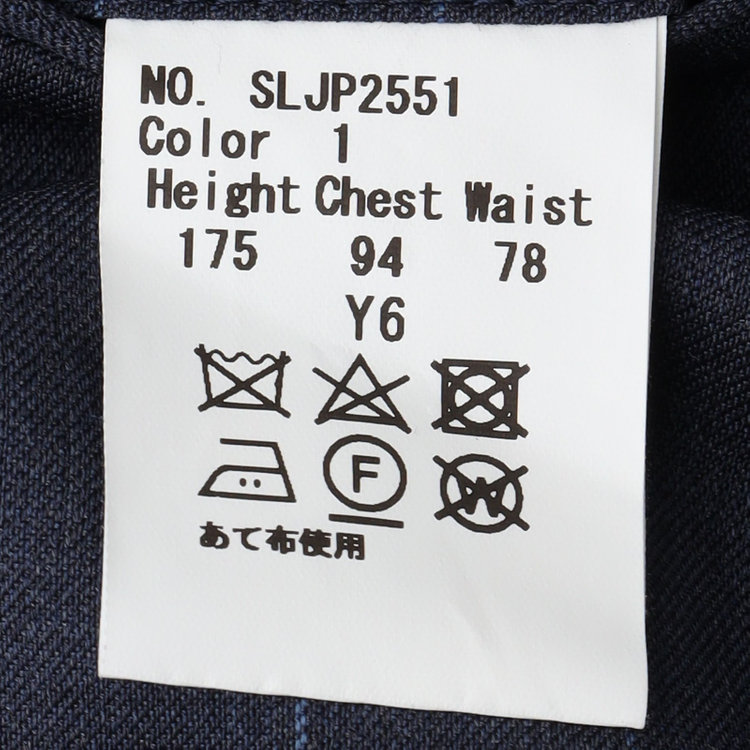 NO. SLJP2551
Color 1
Height Chest Waist
175 94 78
Y6
F W
あて布使用